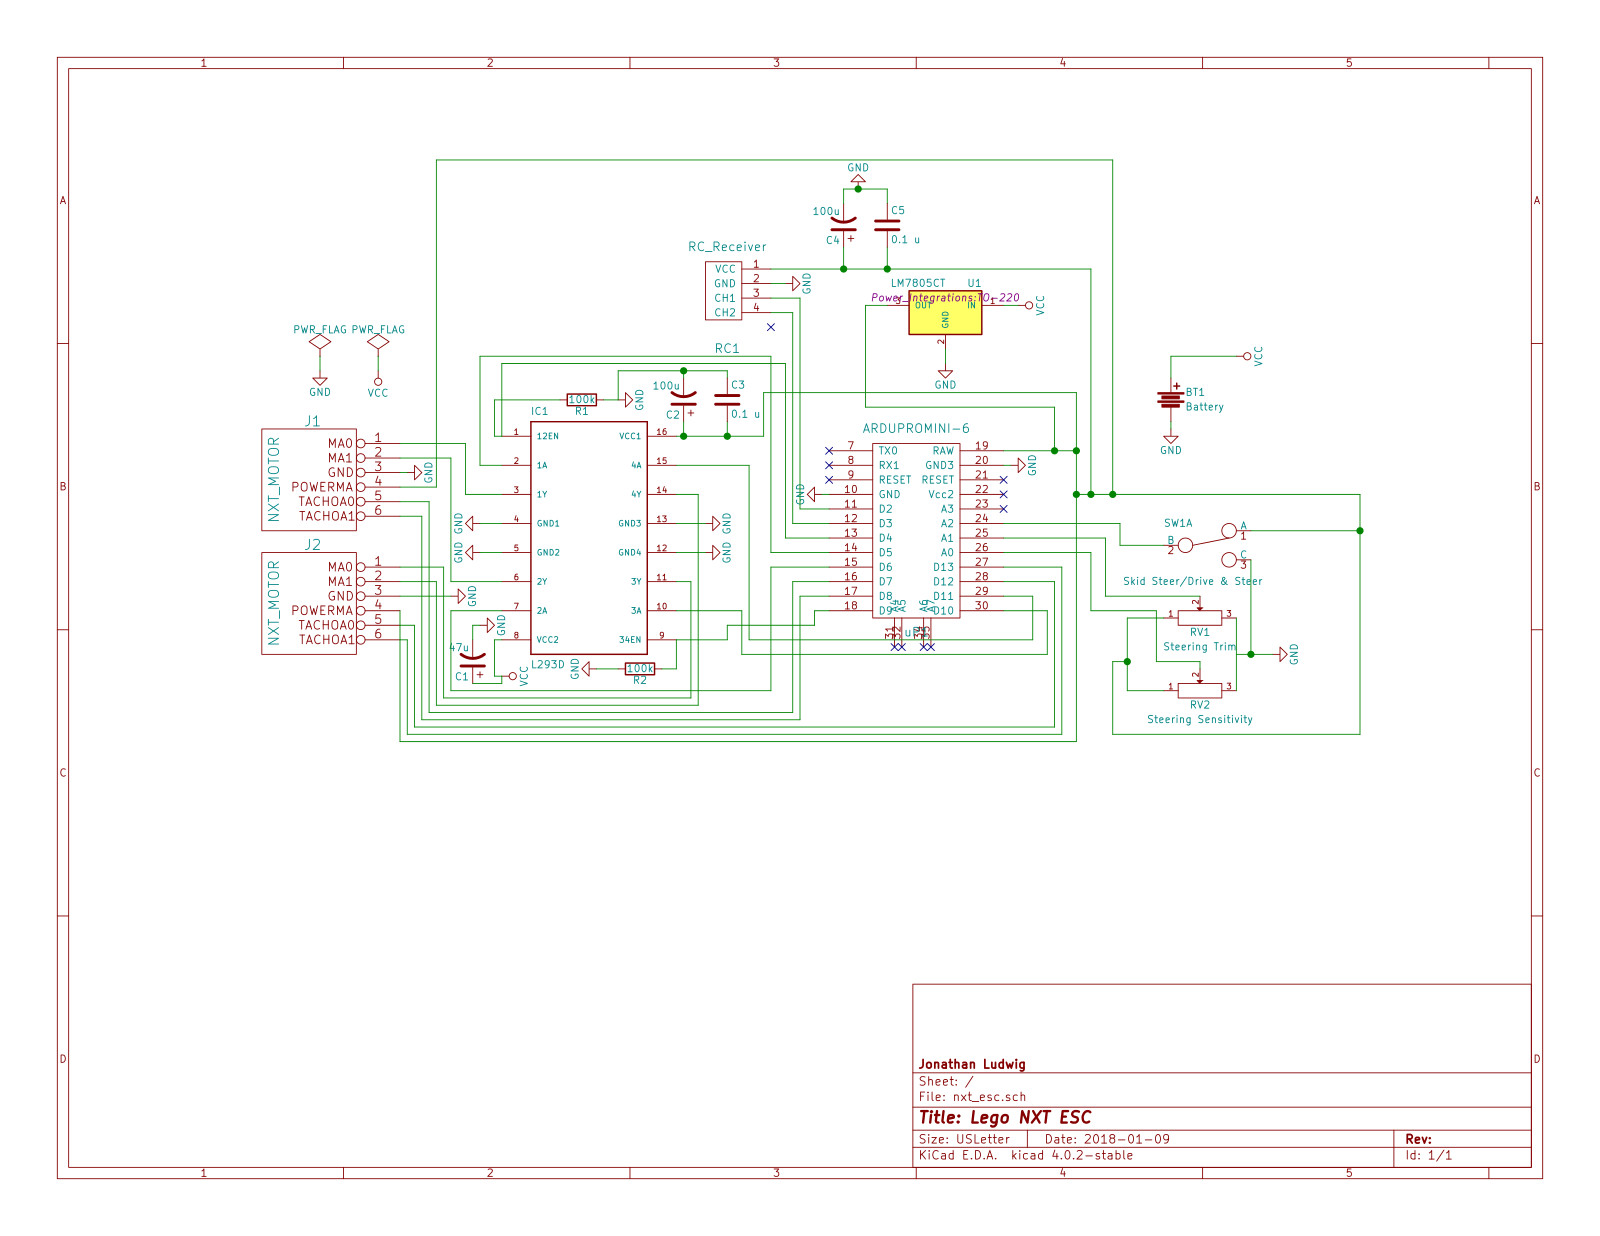 1 2 3 4 5
A A
B B
C C
D D
GND
100u
C4 +
C5
0.1 u
RC_Receiver
VCC 1
GND 2
CH1 3
CH2 4
GND
RC1
LM7805CT U1
Power_Integrations:TO-220
3 OUT IN 1
GND
2
VCC
GND
PWR_FLAG PWR_FLAG
GND VCC
VCC
+
BT1
Battery
GND
100k
R1
GND
100u
C2 +
C3
0.1 u
IC1
1 12EN VCC1 16
2 1A 4A 15
3 1Y 4Y 14
4 GND1 GND3 13
5 GND2 GND4 12
6 2Y 3Y 11
7 2A 3A 10
8 VCC2 34EN 9
L293D
GND GND
GND GND
GND
47u
C1 +
VCC
GND
100k
R2
J1
NXT_MOTOR
MA0 1
MA1 2
GND 3
POWERMA 4
TACHOA0 5
TACHOA1 6
GND
J2
NXT_MOTOR
MA0 1
MA1 2
GND 3
POWERMA 4
TACHOA0 5
TACHOA1 6
GND
ARDUPROMINI-6
7 TX0 RAW 19
8 RX1 GND3 20
9 RESET RESET 21
10 GND Vcc2 22
11 D2 A3 23
12 D3 A2 24
13 D4 A1 25
14 D5 A0 26
15 D6 D13 27
16 D7 D12 28
17 D8 D11 29
18 D9 D10 30
A4 A5 A6 A7
31 32 34 33
GND
GND
SW1A
B
2
A
1
C
3
Skid Steer/Drive & Steer
1 2 3
RV1
Steering Trim
GND
1 2 3
RV2
Steering Sensitivity
Jonathan Ludwig
Sheet: /
File: nxt_esc.sch
Title: Lego NXT ESC
Size: USLetter Date: 2018-01-09 Rev:
KiCad E.D.A. kicad 4.0.2-stable Id: 1/1
1 2 3 4 5